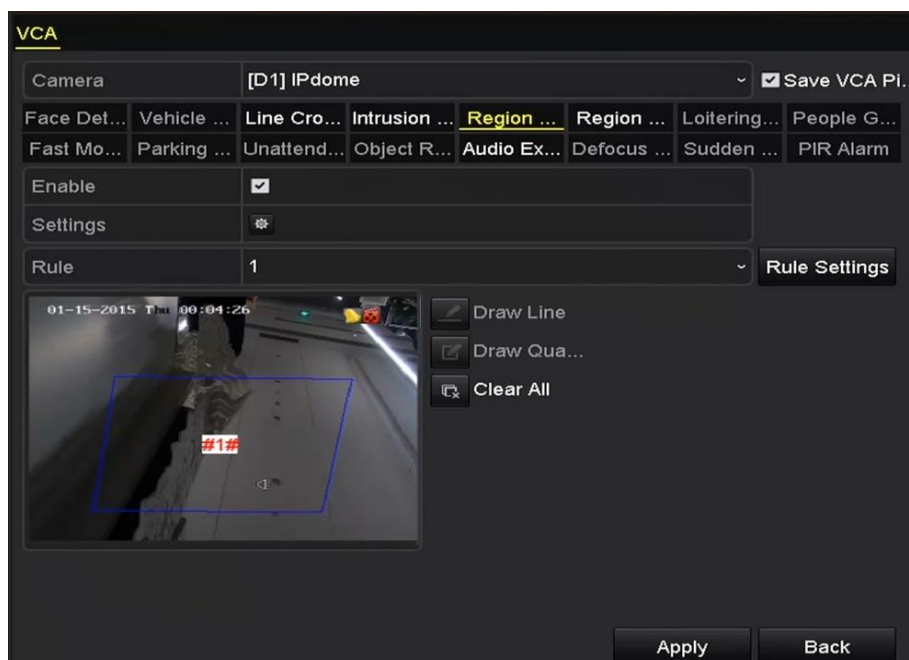 VCA
Camera [D1] IPdome Save VCA Pi.
Face Det... Vehicle ... Line Cro... Intrusion ... Region ... Region ... Loitering... People G...
Fast Mo... Parking ... Unattend... Object R... Audio Ex... Defocus ... Sudden ... PIR Alarm
Enable
Settings
Rule 1 Rule Settings
01-15-2015 Thu 00:04:26
Draw Line
Draw Qua...
Clear All
#1#
Apply Back